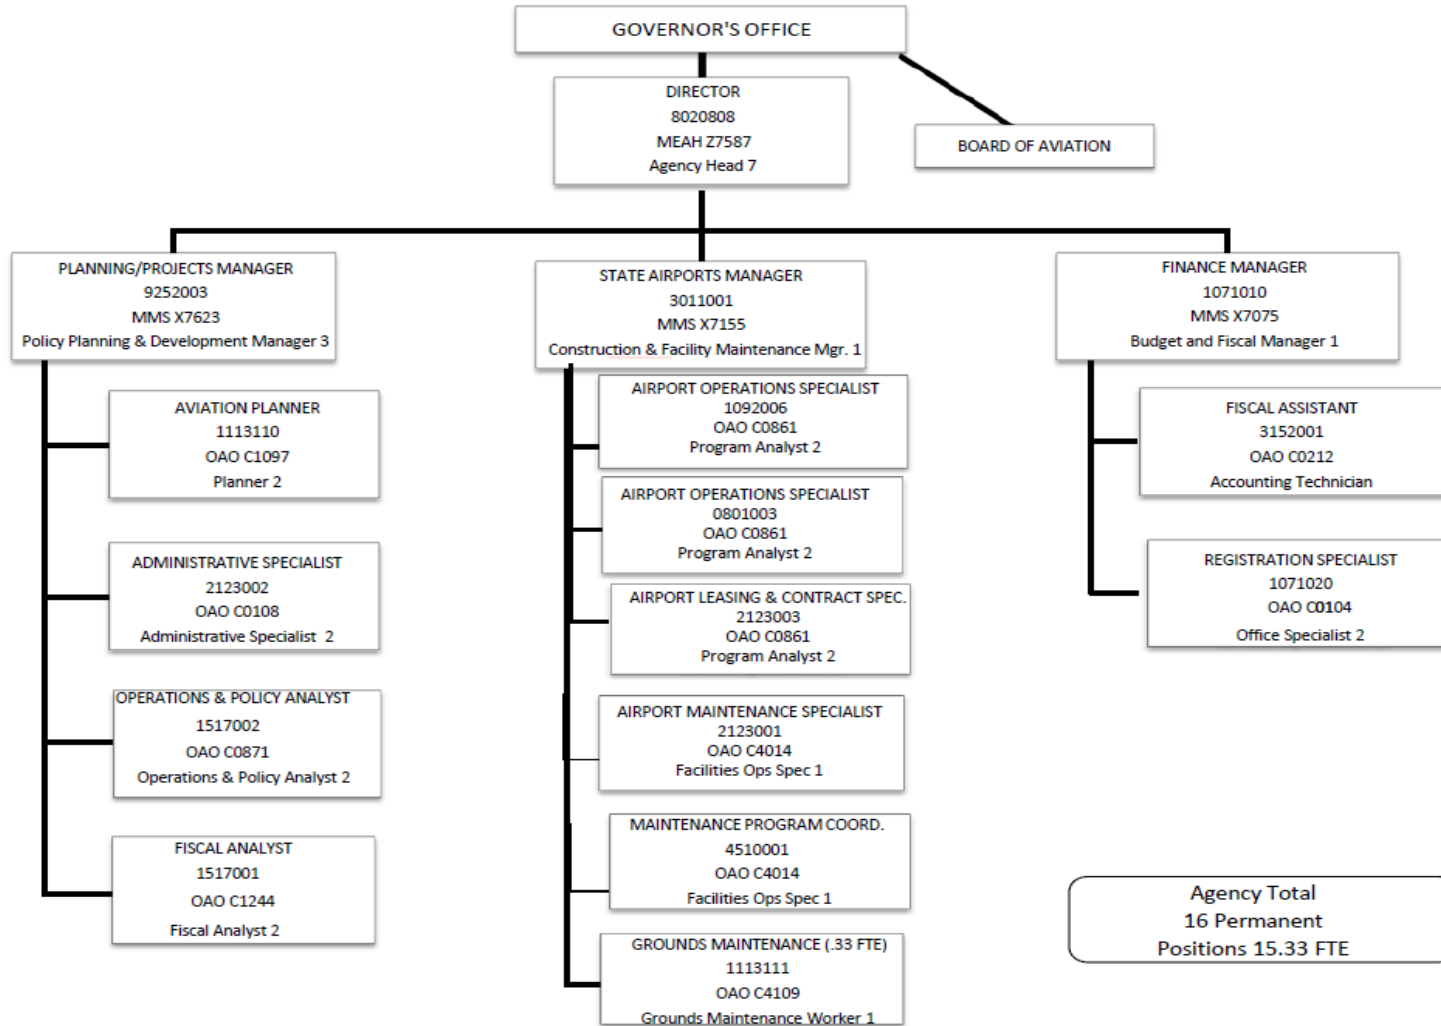 GOVERNOR'S OFFICE
DIRECTOR
8020808
MEAH Z7587
Agency Head 7
BOARD OF AVIATION
PLANNING/PROJECTS MANAGER
9252003
MMS X7623
Policy Planning & Development Manager 3
STATE AIRPORTS MANAGER
3011001
MMS X7155
Construction & Facility Maintenance Mgr. 1
FINANCE MANAGER
1071010
MMS X7075
Budget and Fiscal Manager 1
AVIATION PLANNER
1113110
OAO C1097
Planner 2
ADMINISTRATIVE SPECIALIST
2123002
OAO C0108
Administrative Specialist 2
OPERATIONS & POLICY ANALYST
1517002
OAO C0871
Operations & Policy Analyst 2
FISCAL ANALYST
1517001
OAO C1244
Fiscal Analyst 2
AIRPORT OPERATIONS SPECIALIST
1092006
OAO C0861
Program Analyst 2
AIRPORT OPERATIONS SPECIALIST
0801003
OAO C0861
Program Analyst 2
AIRPORT LEASING & CONTRACT SPEC.
2123003
OAO C0861
Program Analyst 2
AIRPORT MAINTENANCE SPECIALIST
2123001
OAO C4014
Facilities Ops Spec 1
MAINTENANCE PROGRAM COORD.
4510001
OAO C4014
Facilities Ops Spec 1
GROUNDS MAINTENANCE (.33 FTE)
1113111
OAO C4109
Grounds Maintenance Worker 1
FISCAL ASSISTANT
3152001
OAO C0212
Accounting Technician
REGISTRATION SPECIALIST
1071020
OAO C0104
Office Specialist 2
Agency Total
16 Permanent
Positions 15.33 FTE